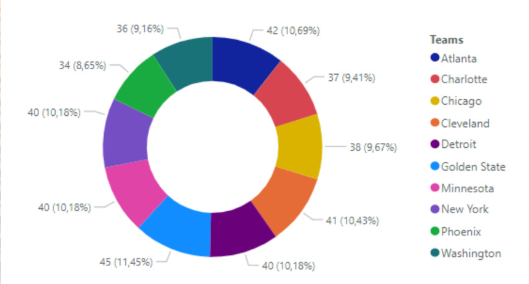 36 (9,16%)
42 (10,69%)
34 (8,65%)
37 (9,41%)
40 (10,18%)
38 (9,67%)
40 (10,18%)
41 (10,43%)
45 (11,45%)
40 (10,18%)
Teams
Atlanta
Charlotte
Chicago
Cleveland
Detroit
Golden State
Minnesota
New York
Phoenix
Washington